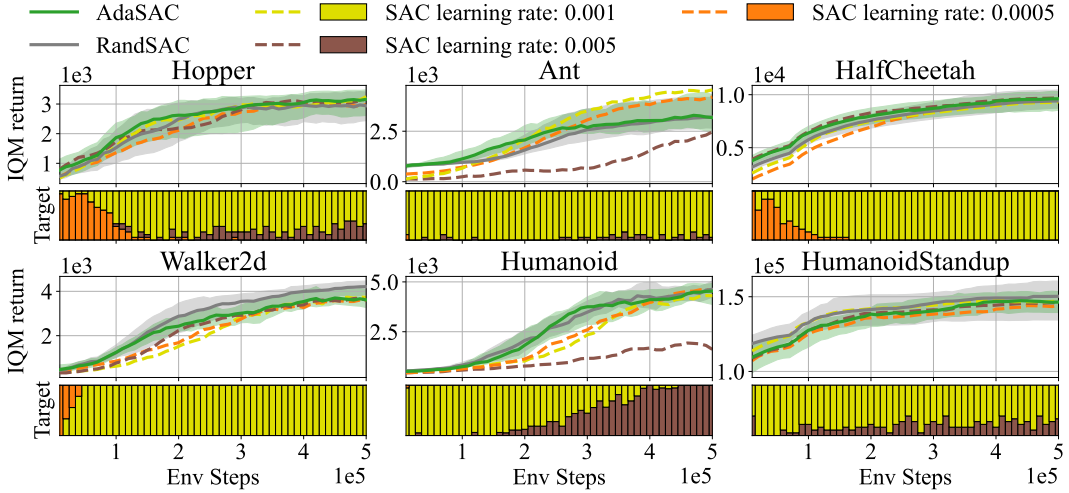 AdaSAC SAC learning rate: 0.001 SAC learning rate: 0.0005
RandSAC SAC learning rate: 0.005
1e3 Hopper 1e3 Ant 1e4 HalfCheetah
IQM return
3
2
1
2.5
0.0
1.0
0.5
Target
1e3 Walker2d 1e3 Humanoid 1e5 HumanoidStandup
IQM return
4
2
5.0
2.5
1.5
1.0
Target
1 2 3 4 5 1 2 3 4 5 1 2 3 4 5
Env Steps 1e5 Env Steps 1e5 Env Steps 1e5